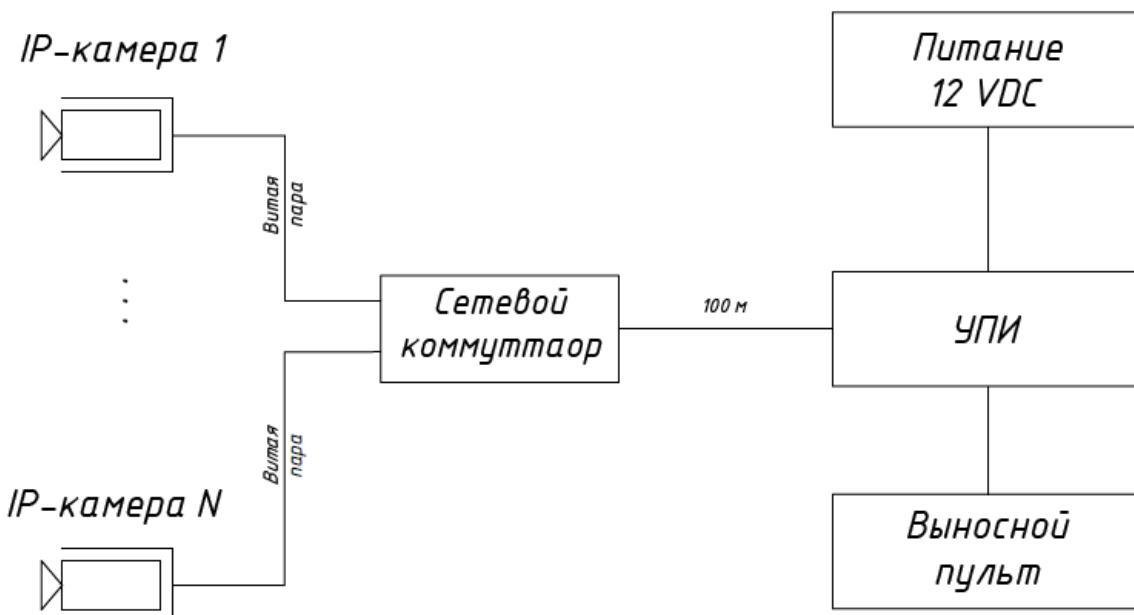 IP-камера 1
Питание
12 VDC
Витая
пара
Сетевой
коммуттаор
100 м
УПИ
Витая
пара
IP-камера N
Выносной
пульт